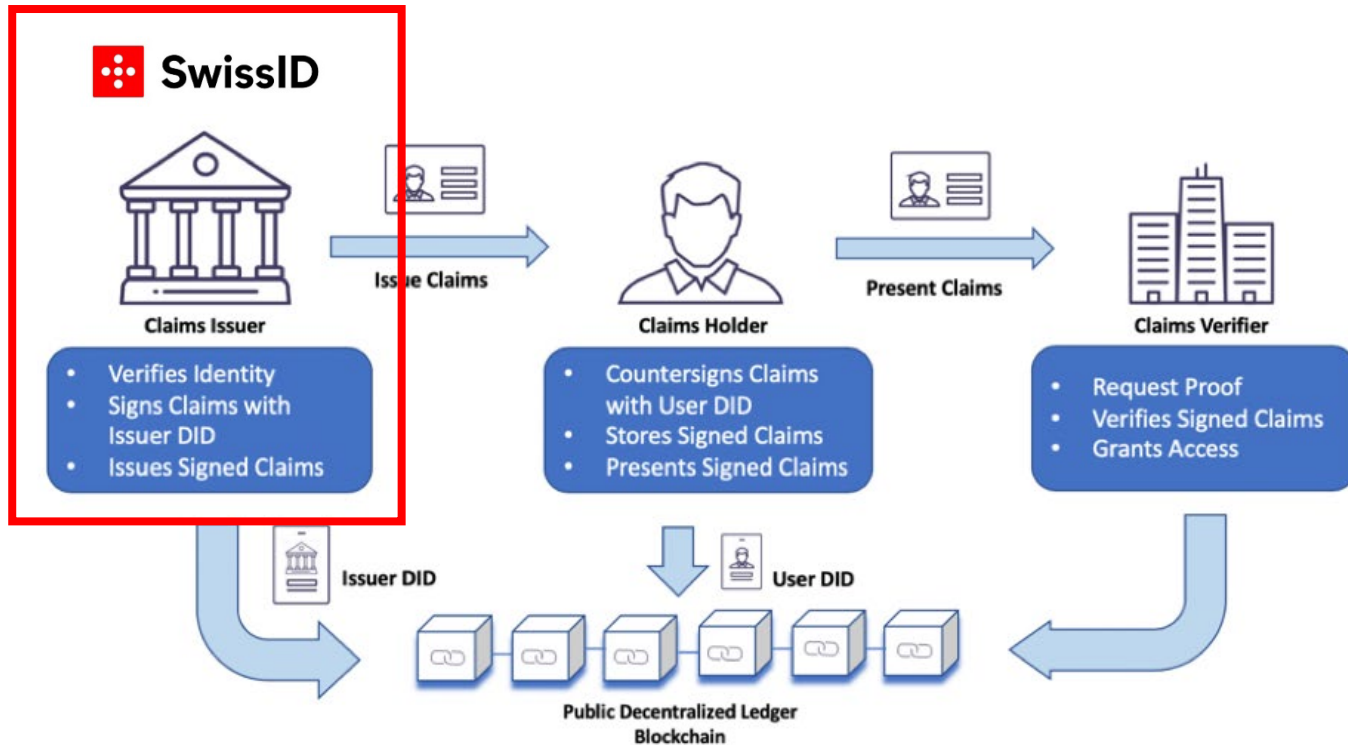 SwissID
Issue Claims
Present Claims
Claims Issuer
Claims Holder
Claims Verifier
• Verifies Identity
• Signs Claims with
Issuer DID
• Issues Signed Claims
• Countersigns Claims
with User DID
• Stores Signed Claims
• Presents Signed Claims
• Request Proof
• Verifies Signed Claims
• Grants Access
Issuer DID
User DID
Public Decentralized Ledger
Blockchain